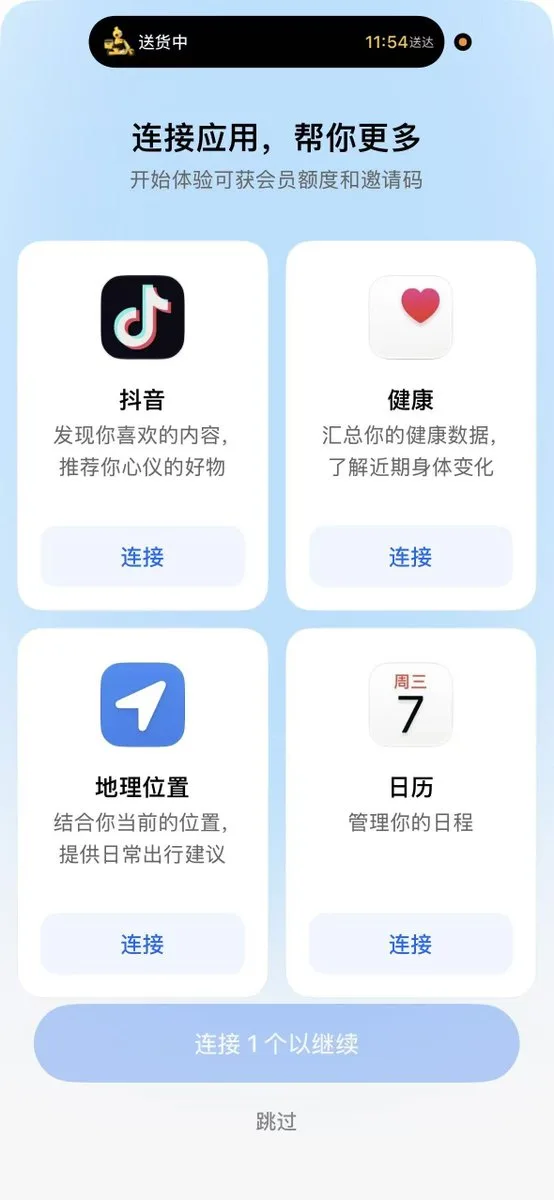 送货中
11:54送达
连接应用，帮你更多
开始体验可获会员额度和邀请码
抖音
发现你喜欢的内容，
推荐你心仪的好物
连接
健康
汇总你的健康数据，
了解近期身体变化
连接
地理位置
结合你当前的位置，
提供日常出行建议
连接
周三
7
日历
管理你的日程
连接
连接 1 个以继续
跳过